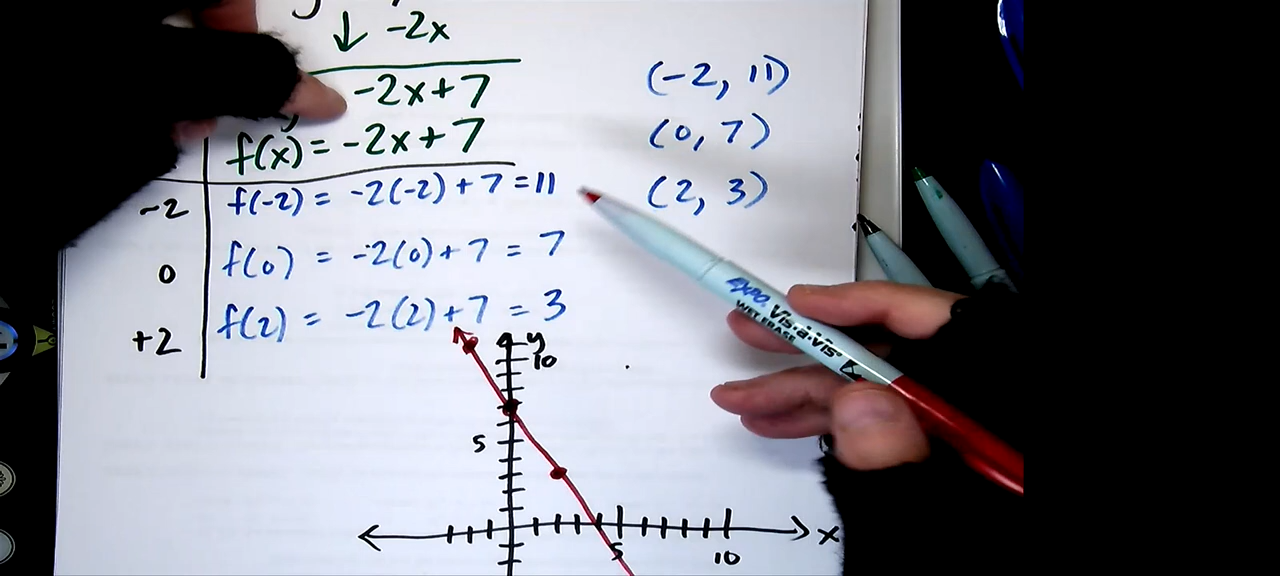 ↓ -2x
-2x+7
f(x) = -2x+7
-2 f(-2) = -2(-2)+7 = 11
0 f(0) = -2(0)+7 = 7
+2 f(2) = -2(2)+7 = 3
(-2, 11)
(0, 7)
(2, 3)
EXPO Vis·à·vis
WET ERASE
y
10
5
x
5
10